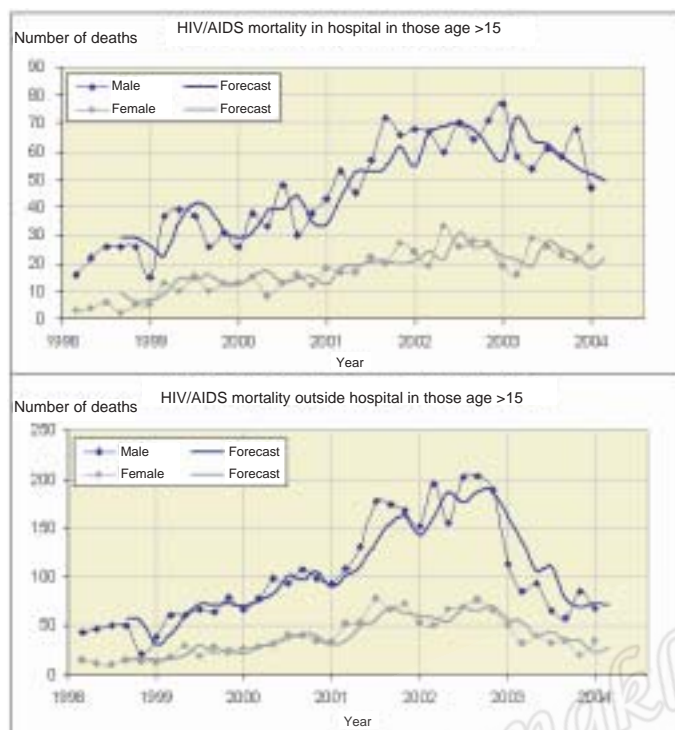 HIV/AIDS mortality in hospital in those age >15
Number of deaths
90
80
70
60
50
40
30
20
10
0
Male Forecast
Female Forecast
1998 1999 2000 2001 2002 2003 2004
Year
HIV/AIDS mortality outside hospital in those age >15
Number of deaths
250
200
150
100
50
0
Male Forecast
Female Forecast
1998 1999 2000 2001 2002 2003 2004
Year